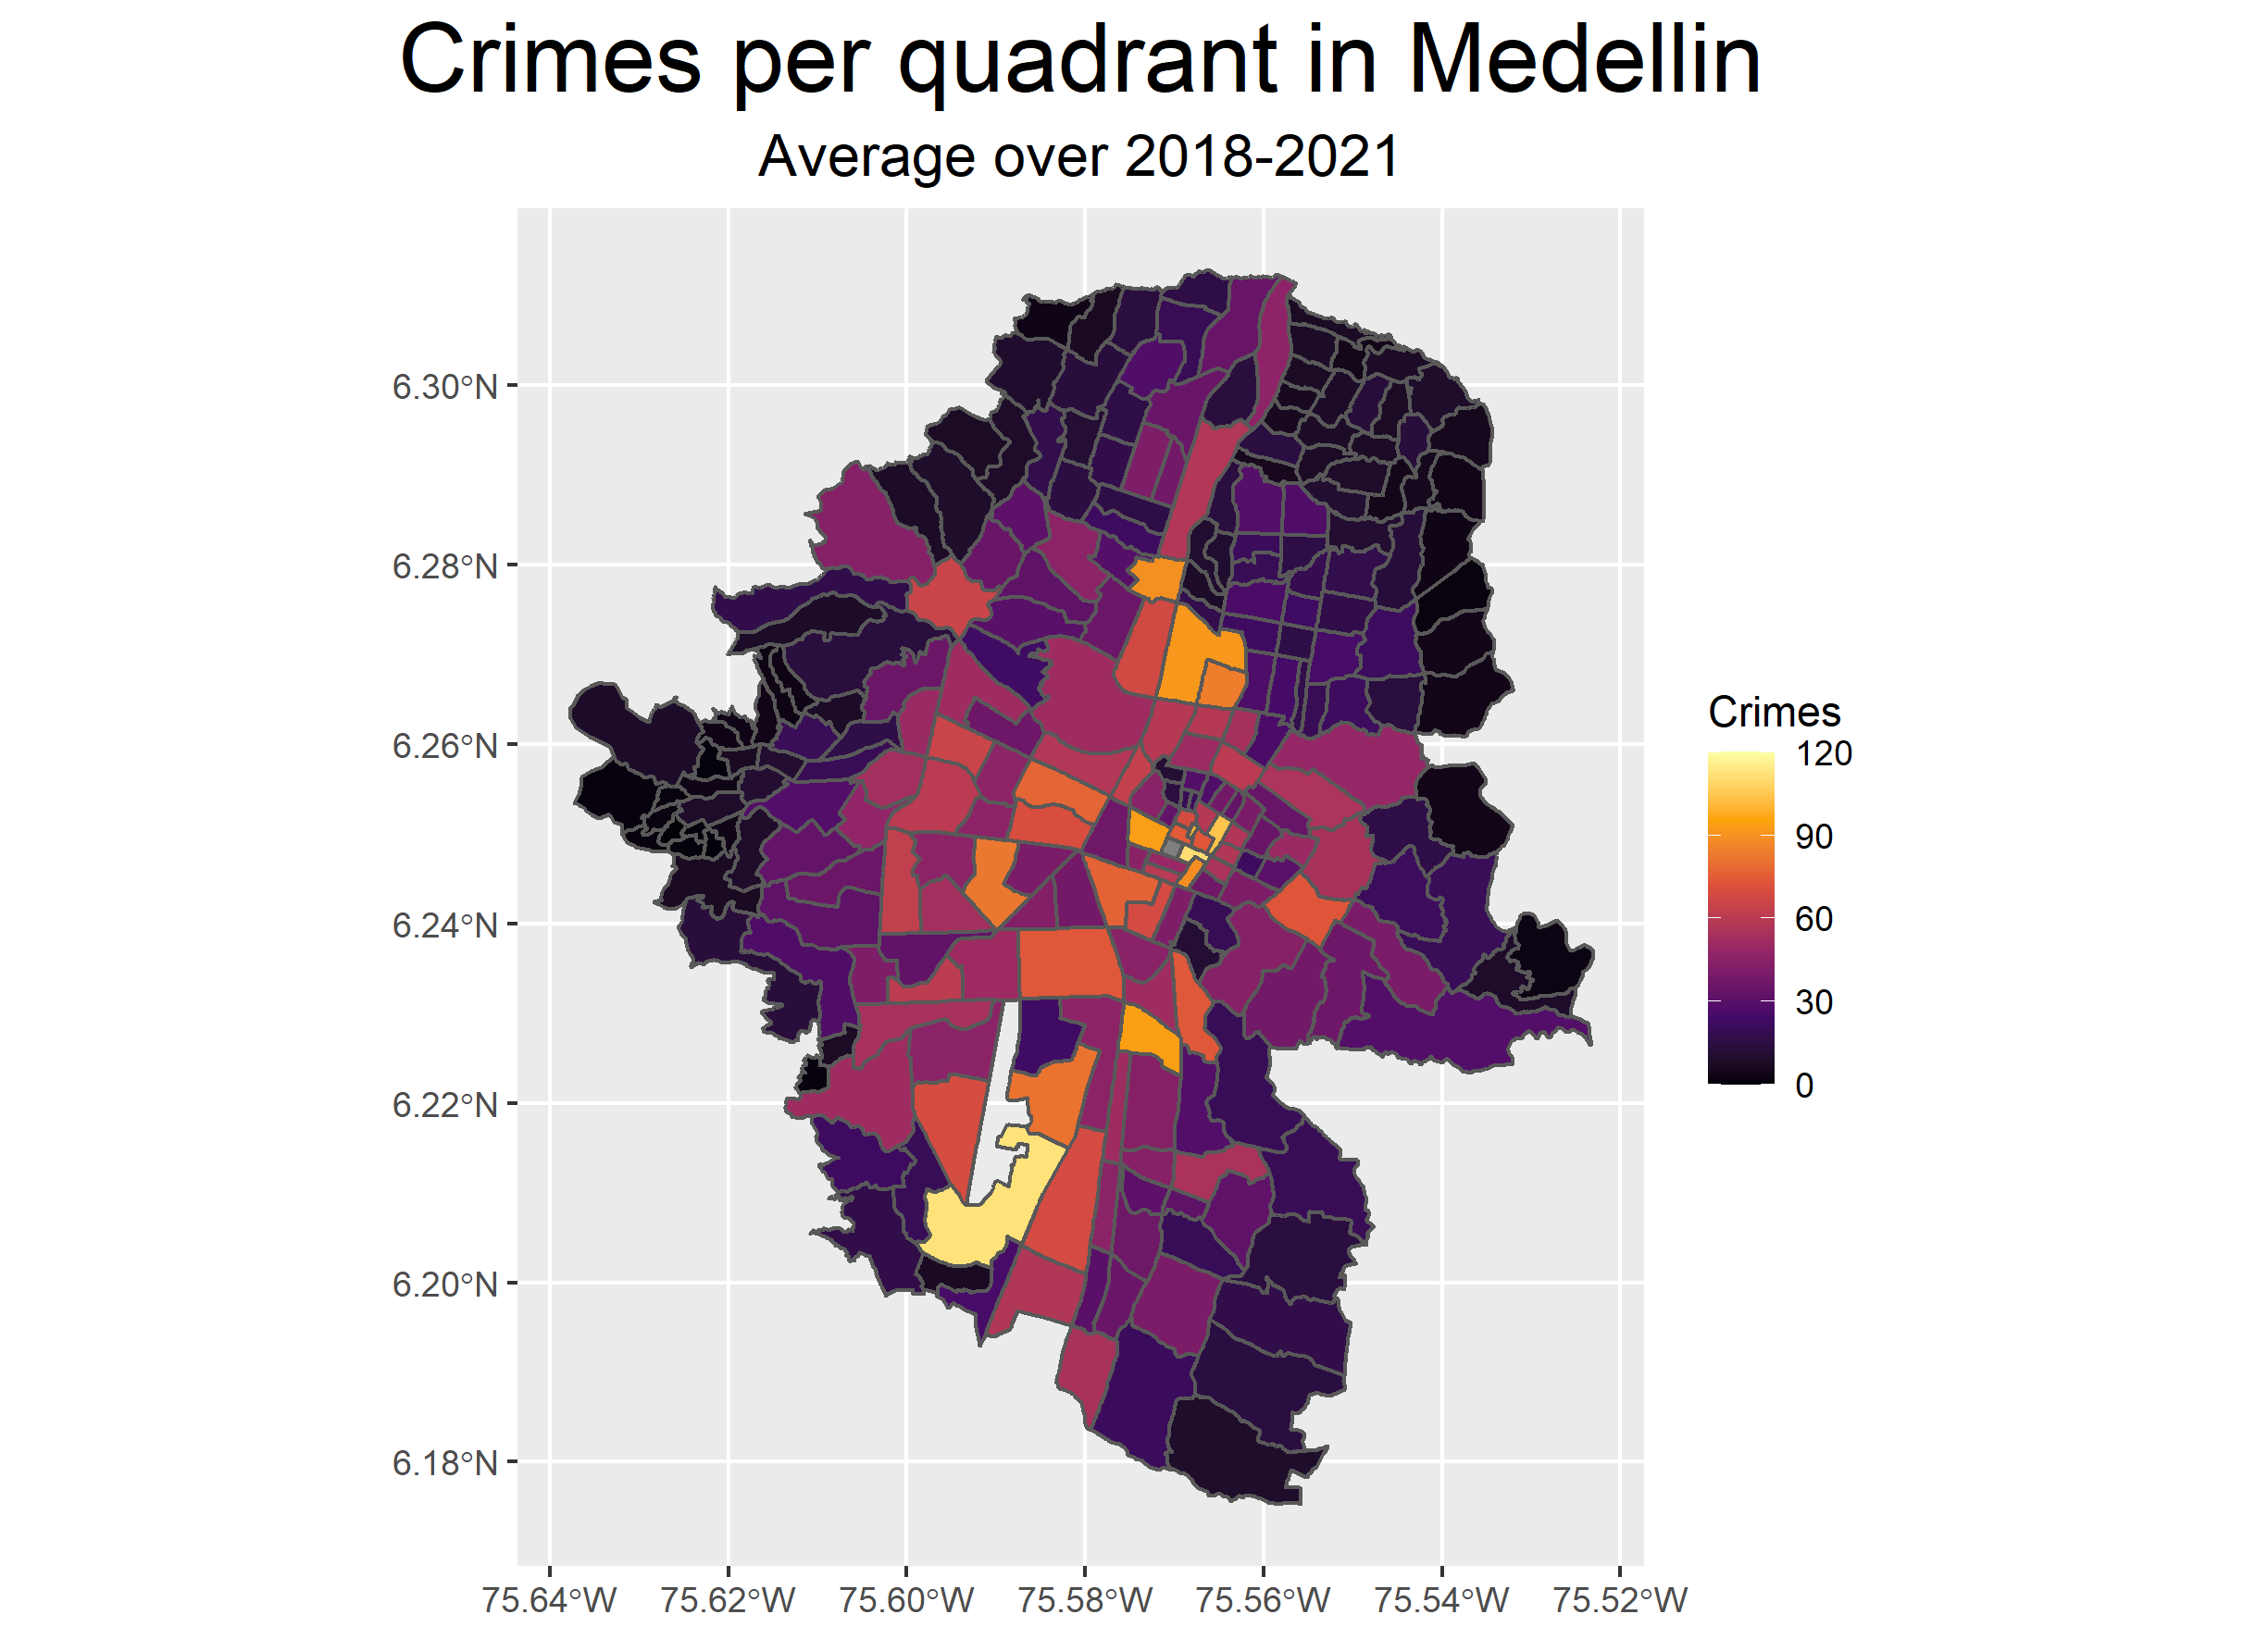 Crimes per quadrant in Medellin
Average over 2018-2021
6.30°N
6.28°N
6.26°N
6.24°N
6.22°N
6.20°N
6.18°N
75.64°W
75.62°W
75.60°W
75.58°W
75.56°W
75.54°W
75.52°W
Crimes
120
90
60
30
0